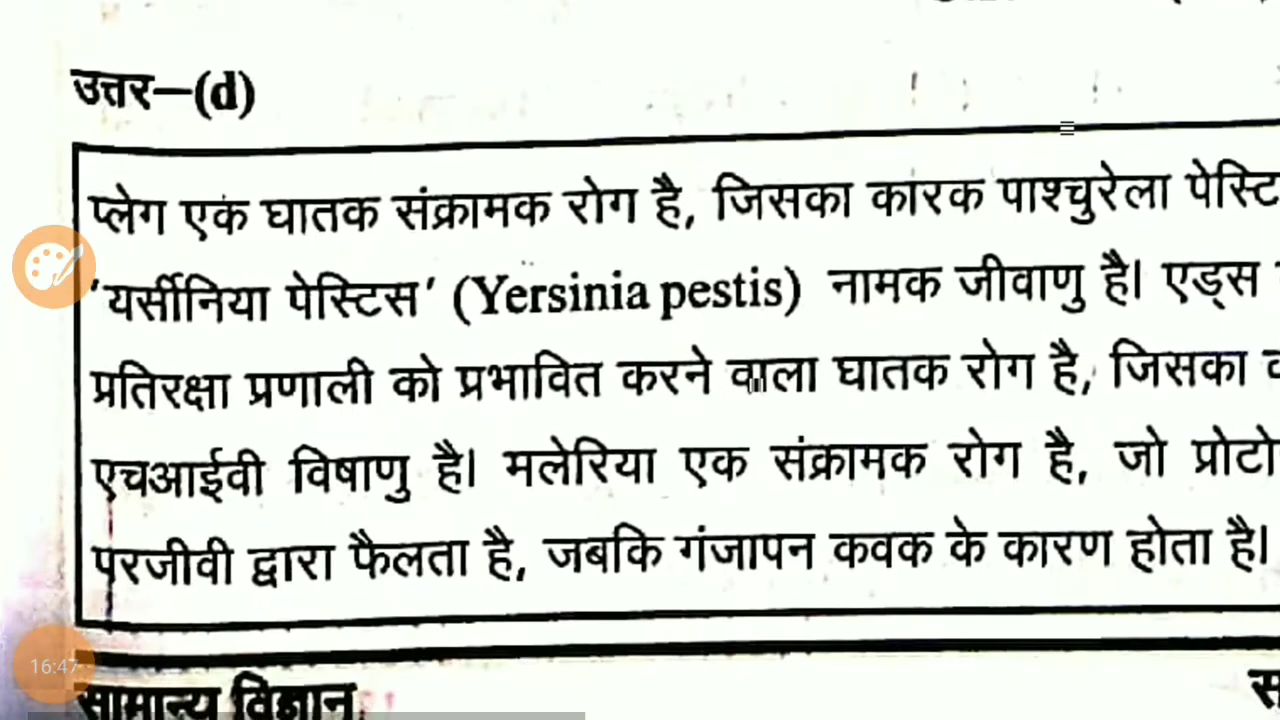 उत्तर—(d)
प्लेग एक घातक संक्रामक रोग है, जिसका कारक पाश्चुरेला
'यर्सीनिया पेस्टिस' (Yersinia pestis) नामक जीवाणु है। एड्स
प्रतिरक्षा प्रणाली को प्रभावित करने वाला घातक रोग है, जिसका
एचआईवी विषाणु है। मलेरिया एक संक्रामक रोग है, जो
परजीवी द्वारा फैलता है, जबकि गंजापन कवक के कारण होता है।
16:47
सामान्य विज्ञान